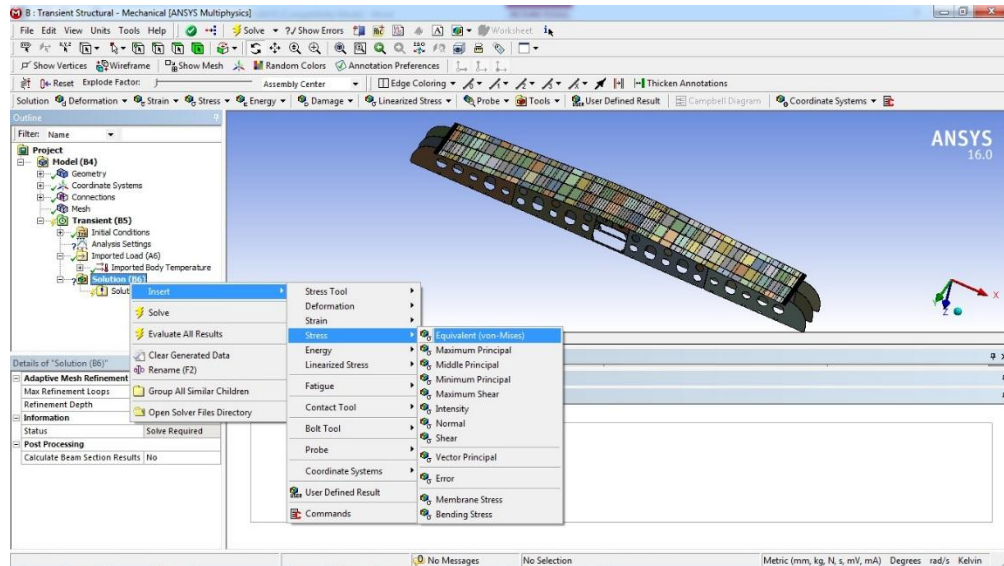 B : Transient Structural - Mechanical [ANSYS Multiphysics]
File Edit View Units Tools Help Solve ?/ Show Errors Worksheet
Show Vertices Wireframe Show Mesh Random Colors Annotation Preferences
Reset Explode Factor: Assembly Center Edge Coloring Thicken Annotations
Solution Deformation Strain Stress Energy Damage Linearized Stress Probe Tools User Defined Result Campbell Diagram Coordinate Systems
Outline
Filter: Name
Project
Model (B4)
Geometry
Coordinate Systems
Connections
Mesh
Transient (B5)
Initial Conditions
Analysis Settings
Imported Load (A6)
Imported Body Temperature
Solution (B6)
Solut
ANSYS
16.0
X
Z
Insert
Solve
Evaluate All Results
Clear Generated Data
Rename (F2)
Group All Similar Children
Open Solver Files Directory
Stress Tool
Deformation
Strain
Stress
Energy
Linearized Stress
Fatigue
Contact Tool
Bolt Tool
Probe
Coordinate Systems
User Defined Result
Commands
Equivalent (von-Mises)
Maximum Principal
Middle Principal
Minimum Principal
Maximum Shear
Intensity
Normal
Shear
Vector Principal
Error
Membrane Stress
Bending Stress
Details of "Solution (B6)"
Adaptive Mesh Refinement
Max Refinement Loops
Refinement Depth
Information
Status Solve Required
Post Processing
Calculate Beam Section Results No
No Messages No Selection Metric (mm, kg, N, s, mV, mA) Degrees rad/s Kelvin